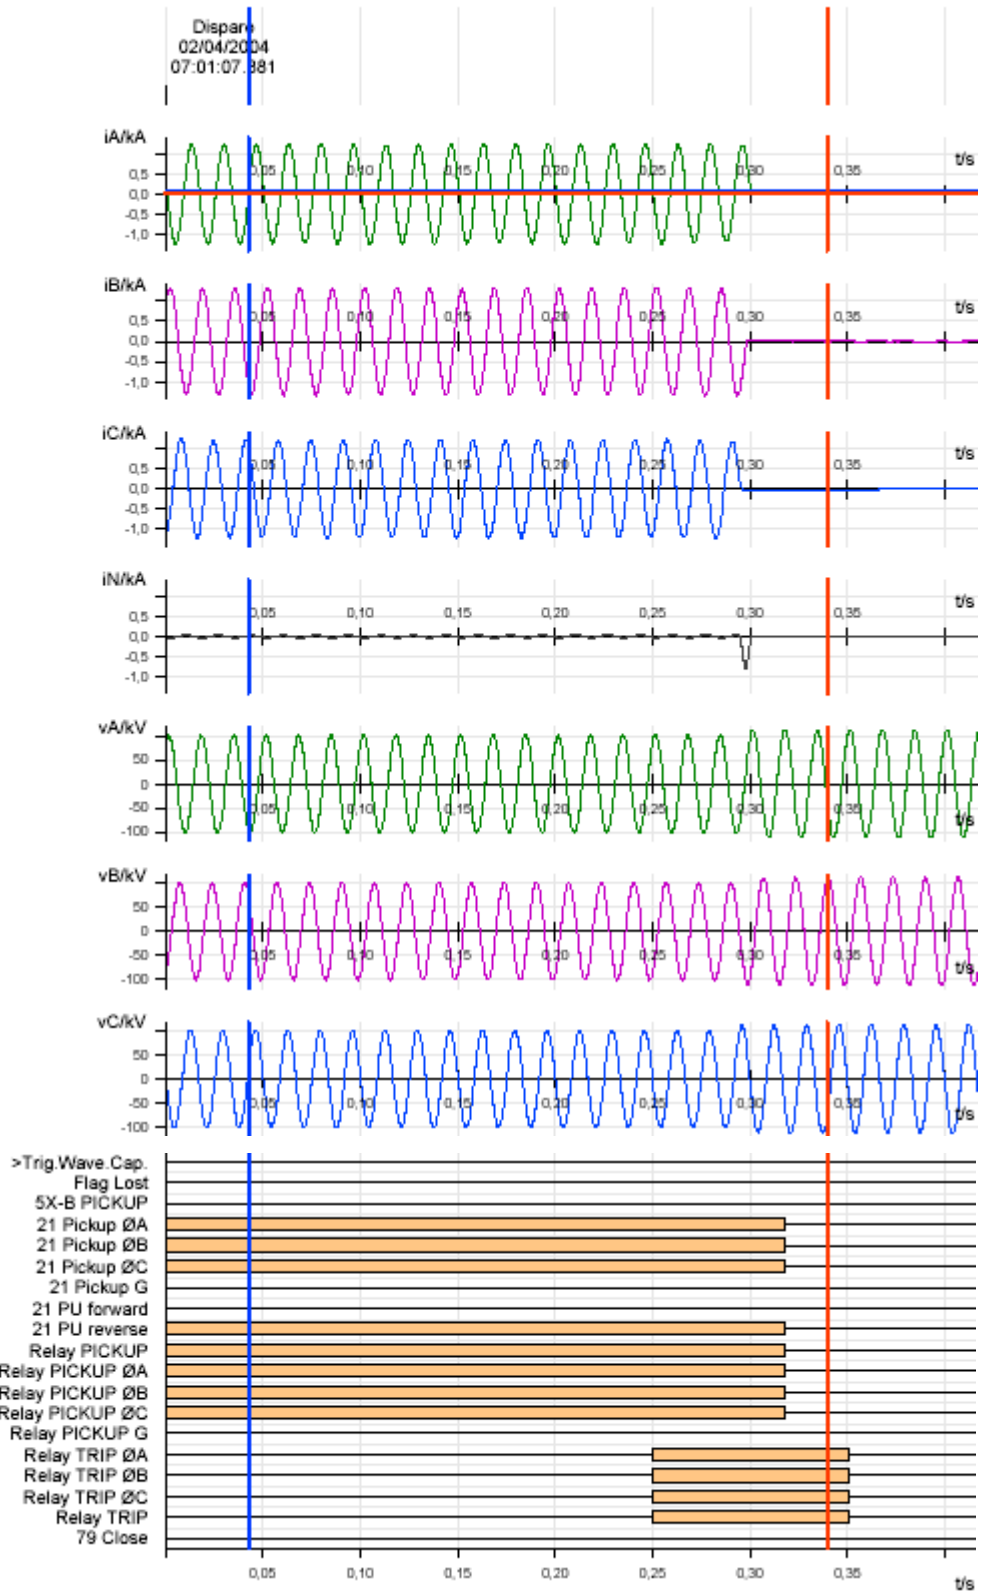 Disparo
02/04/2004
07:01:07.381
iA/kA
t/s
0,05 0,10 0,15 0,20 0,25 0,30 0,35
0,5
0,0
-0,5
-1,0
iB/kA
t/s
0,05 0,10 0,15 0,20 0,25 0,30 0,35
0,5
0,0
-0,5
-1,0
iC/kA
t/s
0,05 0,10 0,15 0,20 0,25 0,30 0,35
0,5
0,0
-0,5
-1,0
iN/kA
t/s
0,05 0,10 0,15 0,20 0,25 0,30 0,35
0,5
0,0
-0,5
-1,0
vA/kV
50
0
0,05 0,10 0,15 0,20 0,25 0,30 0,35
-50
t/s
-100
vB/kV
50
0
0,05 0,10 0,15 0,20 0,25 0,30 0,35
-50
t/s
-100
vC/kV
50
0
0,05 0,10 0,15 0,20 0,25 0,30 0,35
-50
t/s
-100
>Trig.Wave.Cap.
Flag Lost
5X-B PICKUP
21 Pickup ØA
21 Pickup ØB
21 Pickup ØC
21 Pickup G
21 PU forward
21 PU reverse
Relay PICKUP
Relay PICKUP ØA
Relay PICKUP ØB
Relay PICKUP ØC
Relay PICKUP G
Relay TRIP ØA
Relay TRIP ØB
Relay TRIP ØC
Relay TRIP
79 Close
0,05 0,10 0,15 0,20 0,25 0,30 0,35
t/s